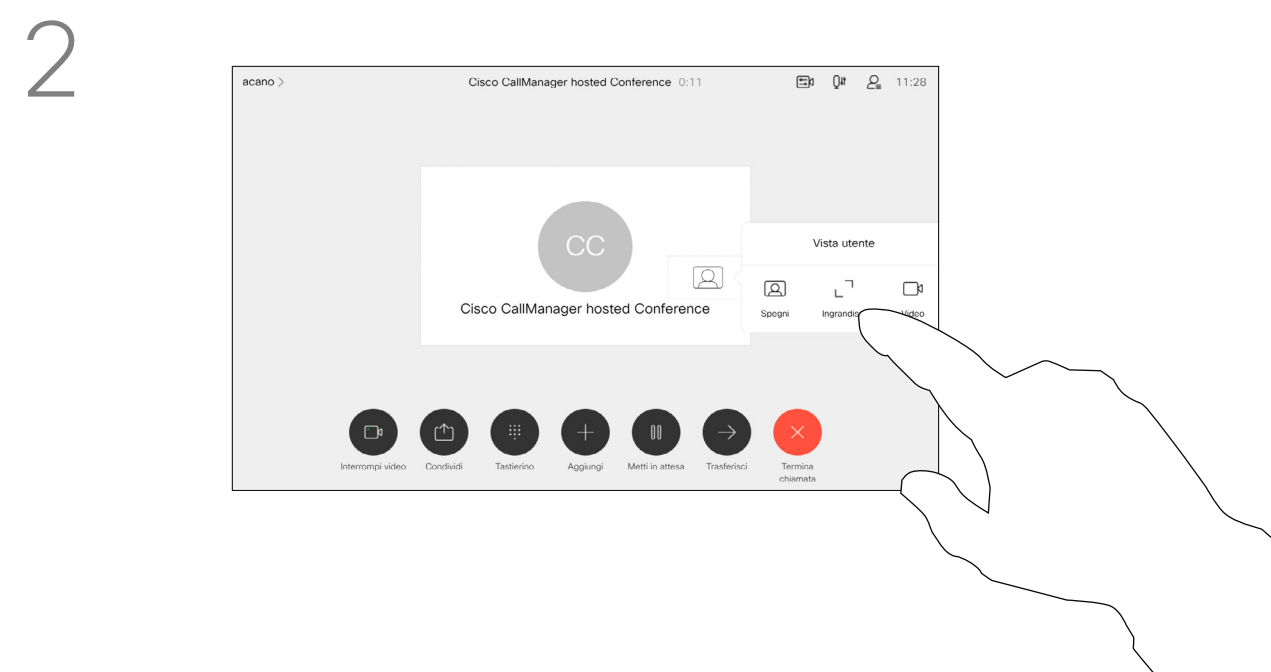 2
acano >
Cisco CallManager hosted Conference 0:11
11:28
CC
Cisco CallManager hosted Conference
Vista utente
Spegni
Video
Interrompi video
Condividi
Tastierino
Aggiungi
Metti in attesa
Trasferisci
Termina
chiamata